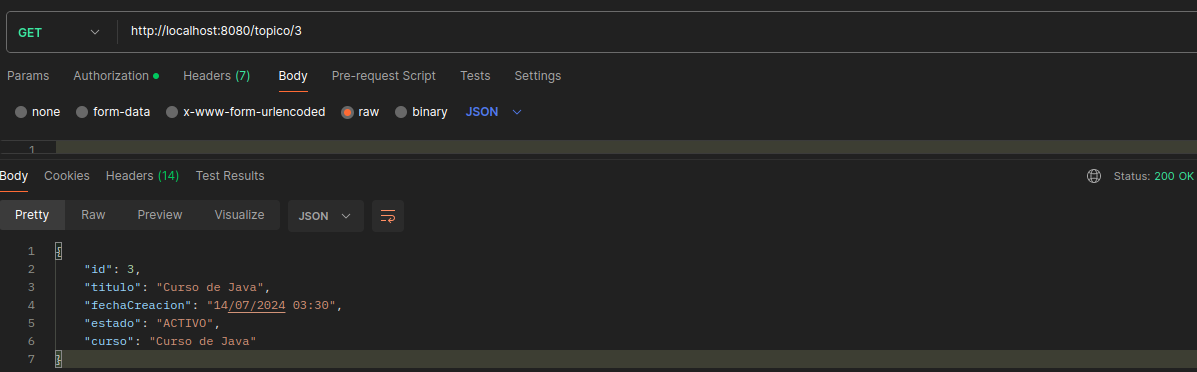 GET http://localhost:8080/topico/3
Params Authorization Headers (7) Body Pre-request Script Tests Settings
none form-data x-www-form-urlencoded raw binary JSON
1
Body Cookies Headers (14) Test Results Status: 200 OK
Pretty Raw Preview Visualize JSON
1 {
2 "id": 3,
3 "titulo": "Curso de Java",
4 "fechaCreacion": "14/07/2024 03:30",
5 "estado": "ACTIVO",
6 "curso": "Curso de Java"
7 }